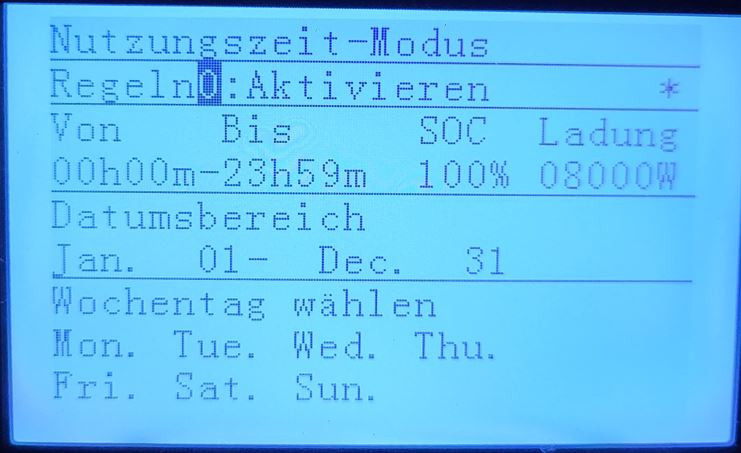 Nutzungszeit-Modus
Regeln0:Aktivieren *
Von Bis SOC Ladung
00h00m-23h59m 100% 08000W
Datumsbereich
Jan. 01- Dec. 31
Wochentag wählen
Mon. Tue. Wed. Thu.
Fri. Sat. Sun.